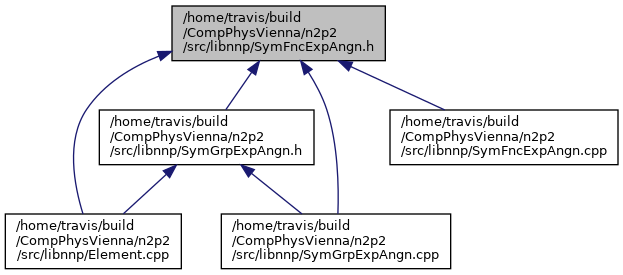 /home/travis/build
/CompPhysVienna/n2p2
/src/libnnp/SymFncExpAngn.h
/home/travis/build
/CompPhysVienna/n2p2
/src/libnnp/SymGrpExpAngn.h
/home/travis/build
/CompPhysVienna/n2p2
/src/libnnp/SymFncExpAngn.cpp
/home/travis/build
/CompPhysVienna/n2p2
/src/libnnp/Element.cpp
/home/travis/build
/CompPhysVienna/n2p2
/src/libnnp/SymGrpExpAngn.cpp